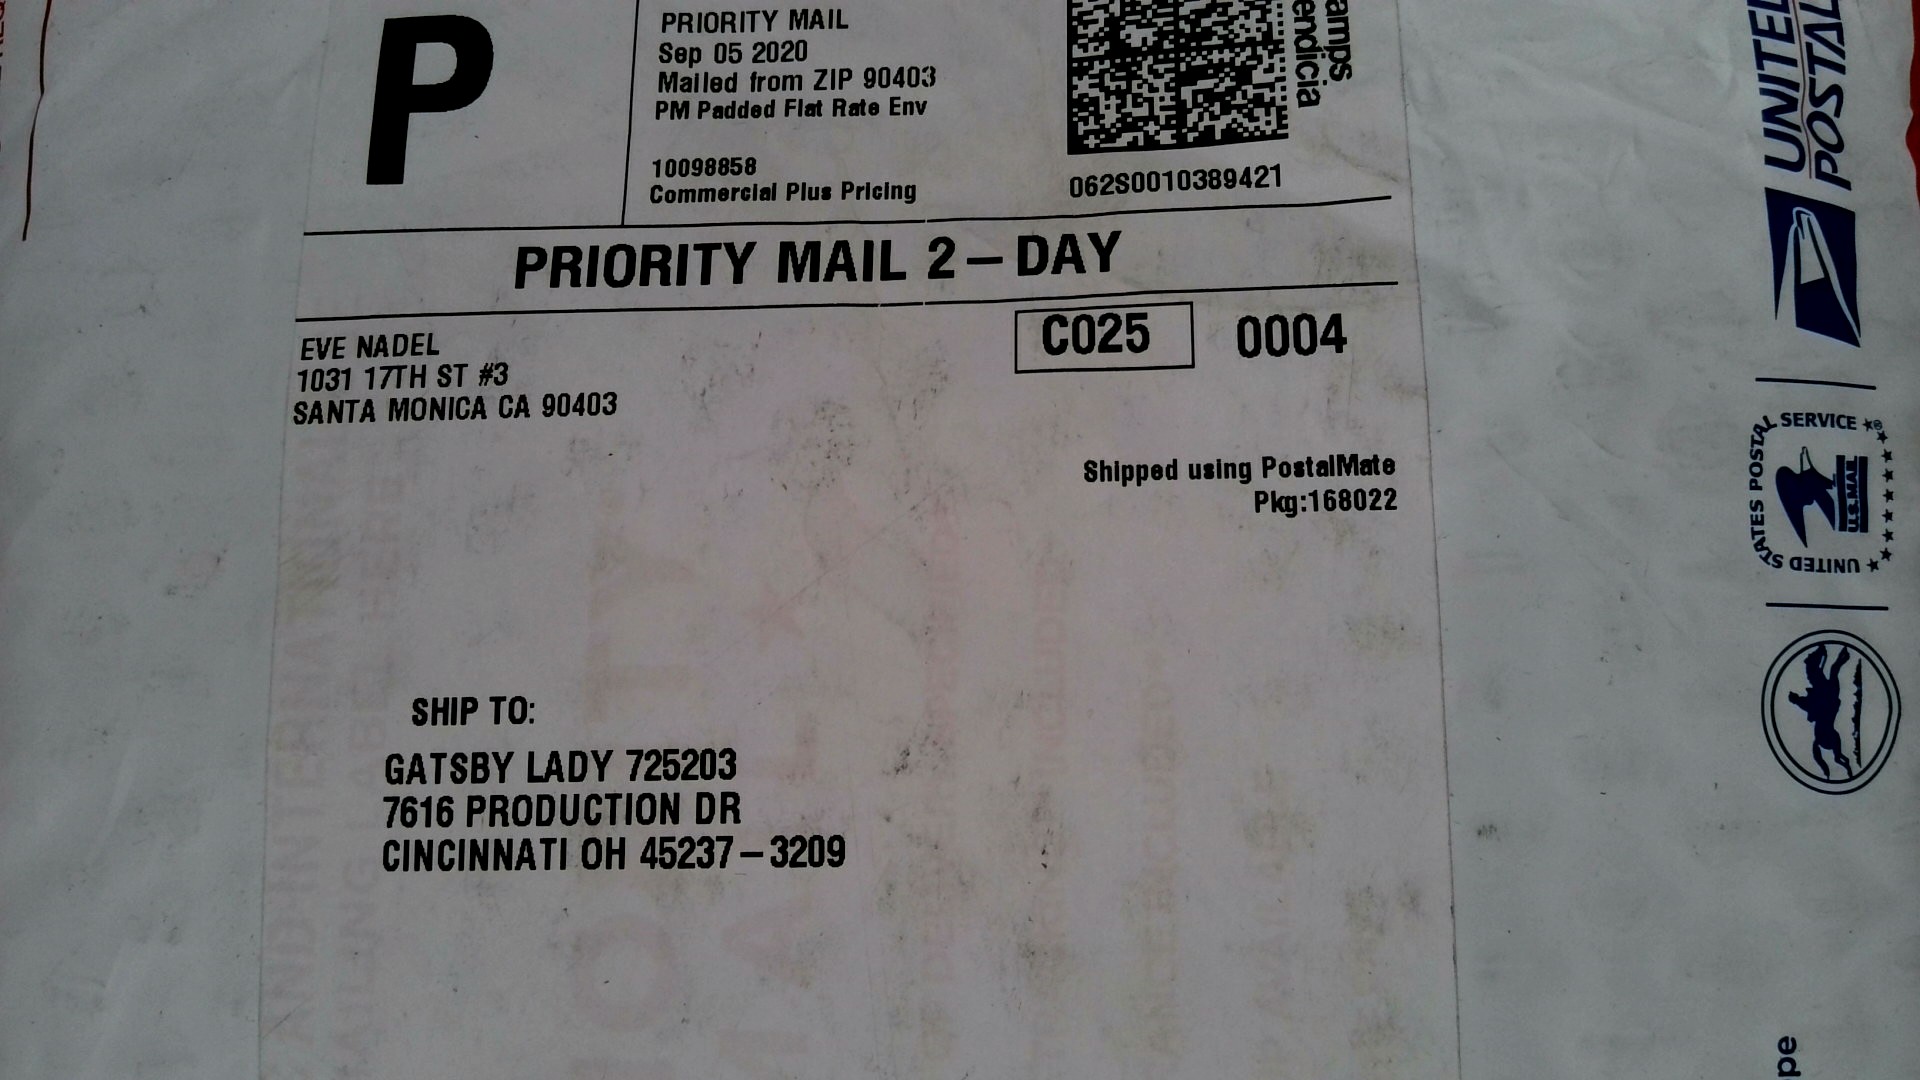 P
PRIORITY MAIL
Sep 05 2020
Mailed from ZIP 90403
PM Padded Flat Rate Env
10098858
Commercial Plus Pricing
endicia
062S0010389421
PRIORITY MAIL 2-DAY
EVE NADEL
1031 17TH ST #3
SANTA MONICA CA 90403
C025 0004
Shipped using PostalMate
Pkg:168022
SHIP TO:
GATSBY LADY 725203
7616 PRODUCTION DR
CINCINNATI OH 45237-3209
POSTAL
UNITED STATES POSTAL SERVICE ®
U.S.MAIL